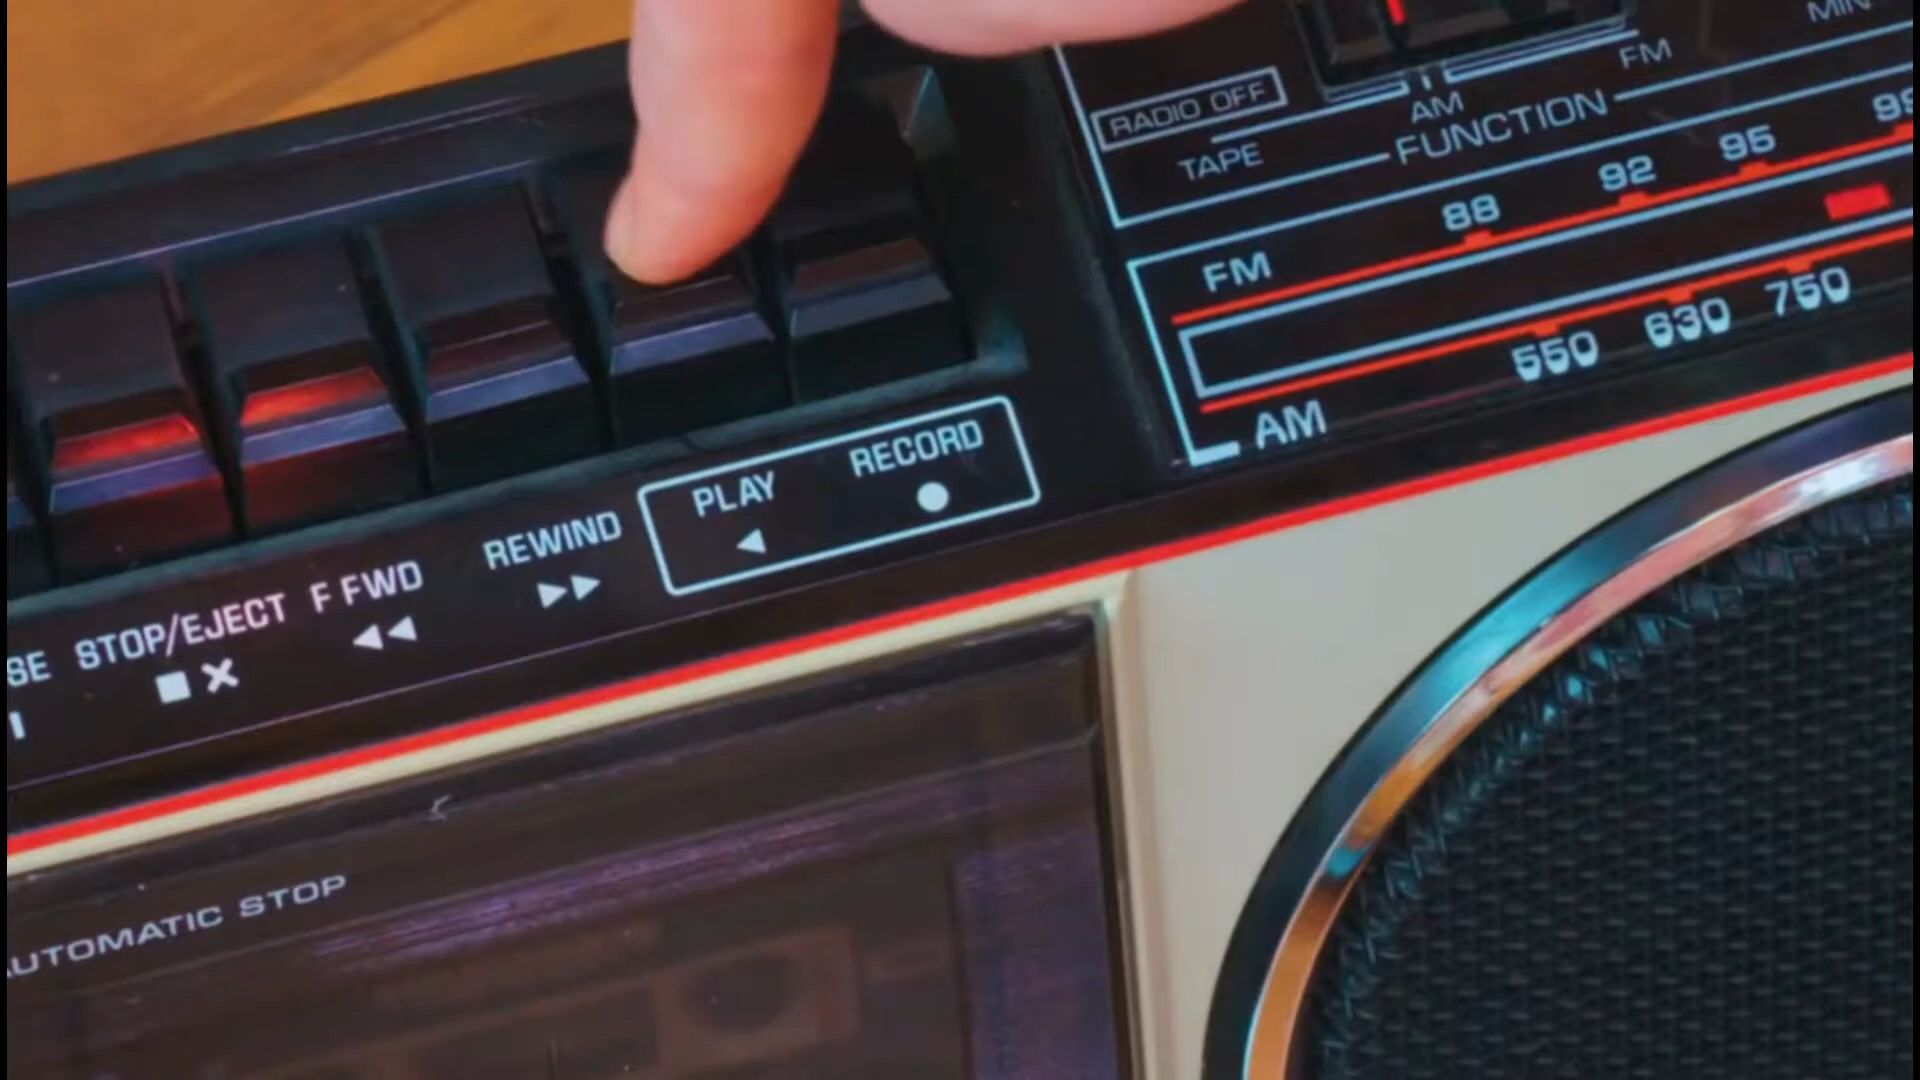 MIN
FM
RADIO OFF
AM
TAPE
FUNCTION
FM 88 92 95
AM 550 630 750
PLAY RECORD
REWIND
F FWD
STOP/EJECT
SE
AUTOMATIC STOP